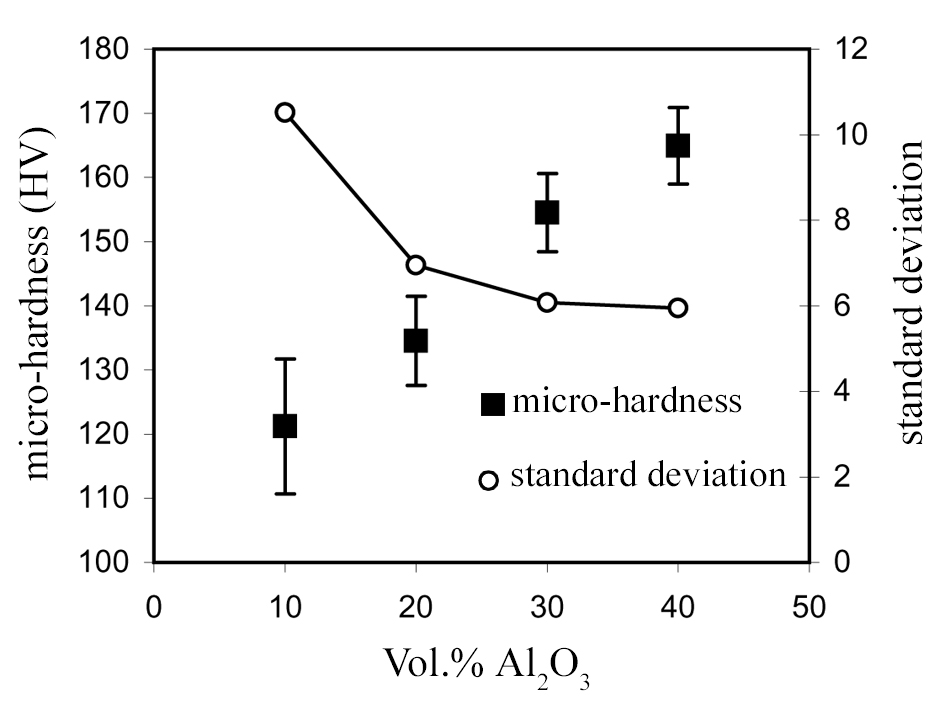 180
170
160
150
140
130
120
110
100
micro-hardness (HV)
12
10
8
6
4
2
0
standard deviation
micro-hardness
standard deviation
0 10 20 30 40 50
Vol.% Al₂O₃